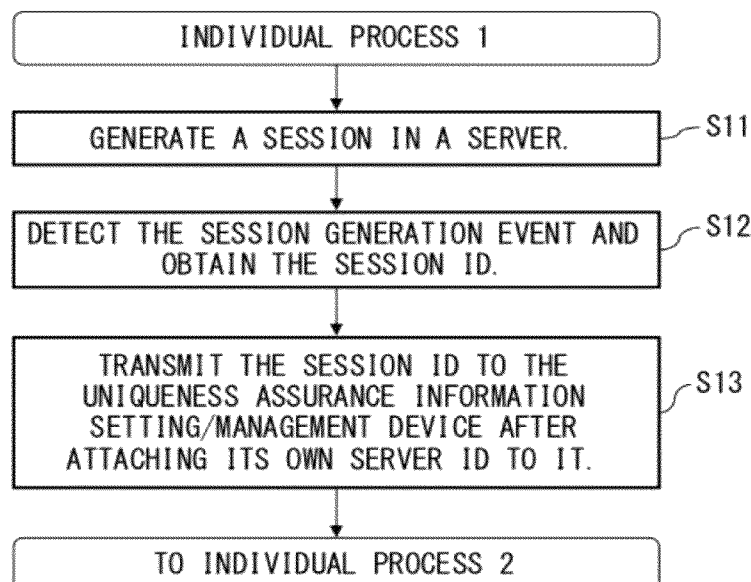 INDIVIDUAL PROCESS 1
GENERATE A SESSION IN A SERVER.
S11
DETECT THE SESSION GENERATION EVENT AND
OBTAIN THE SESSION ID.
S12
TRANSMIT THE SESSION ID TO THE
UNIQUENESS ASSURANCE INFORMATION
SETTING/MANAGEMENT DEVICE AFTER
ATTACHING ITS OWN SERVER ID TO IT.
S13
TO INDIVIDUAL PROCESS 2